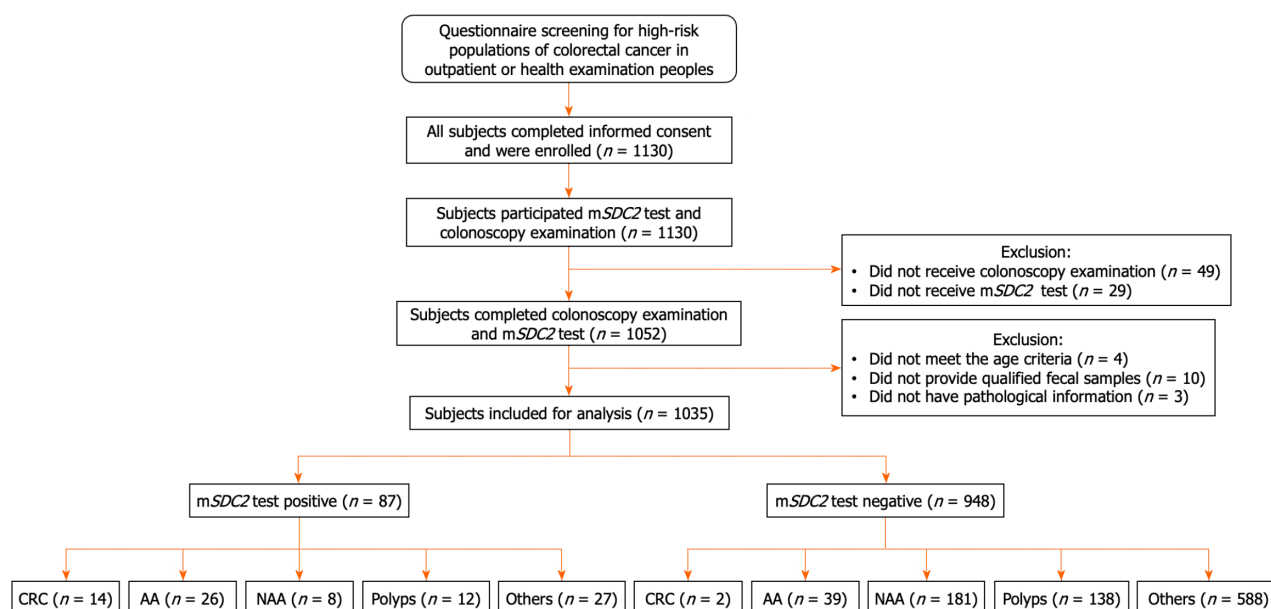 Questionnaire screening for high-risk
populations of colorectal cancer in
outpatient or health examination peoples
All subjects completed informed consent
and were enrolled (n = 1130)
Subjects participated mSDC2 test and
colonoscopy examination (n = 1130)
Exclusion:
• Did not receive colonoscopy examination (n = 49)
• Did not receive mSDC2 test (n = 29)
Subjects completed colonoscopy examination
and mSDC2 test (n = 1052)
Exclusion:
• Did not meet the age criteria (n = 4)
• Did not provide qualified fecal samples (n = 10)
• Did not have pathological information (n = 3)
Subjects included for analysis (n = 1035)
mSDC2 test positive (n = 87)
mSDC2 test negative (n = 948)
CRC (n = 14)
AA (n = 26)
NAA (n = 8)
Polyps (n = 12)
Others (n = 27)
CRC (n = 2)
AA (n = 39)
NAA (n = 181)
Polyps (n = 138)
Others (n = 588)